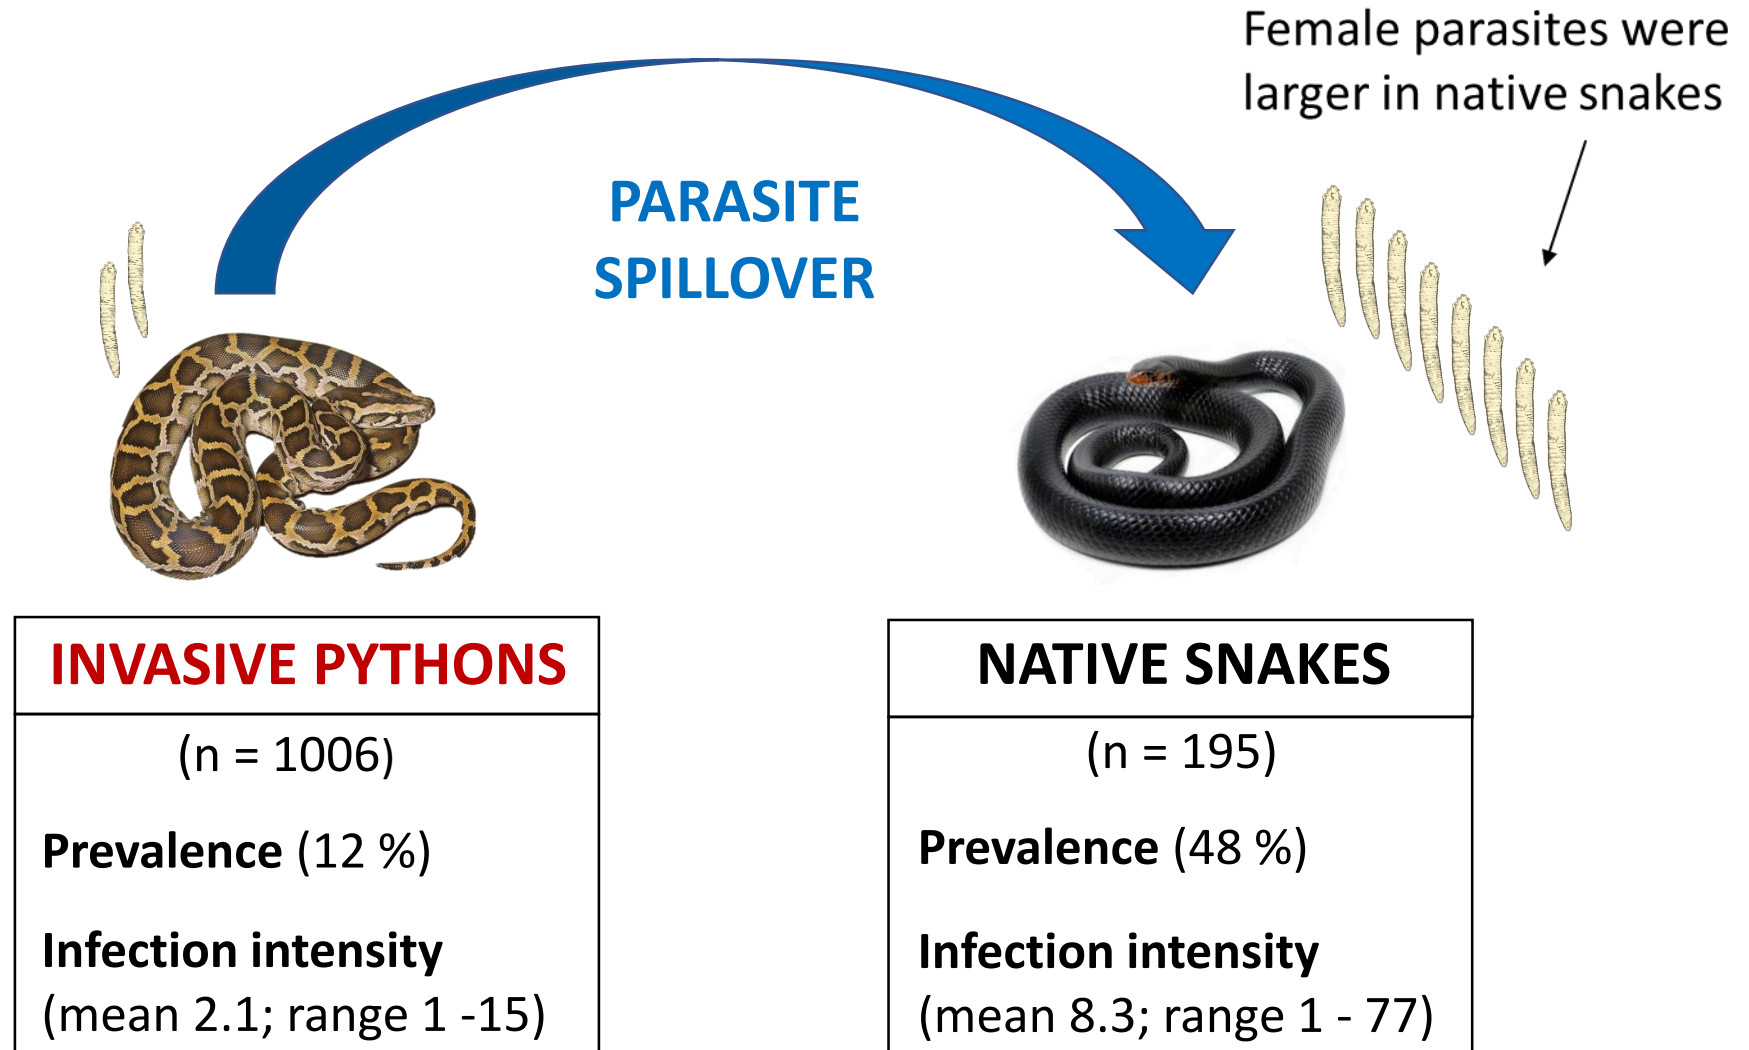 Female parasites were
larger in native snakes
PARASITE
SPILLOVER
INVASIVE PYTHONS
(n = 1006)
Prevalence (12 %)
Infection intensity
(mean 2.1; range 1 -15)
NATIVE SNAKES
(n = 195)
Prevalence (48 %)
Infection intensity
(mean 8.3; range 1 - 77)